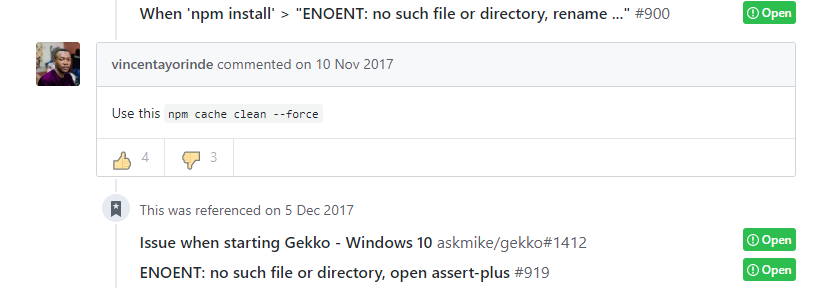 When 'npm install' > "ENOENT: no such file or directory, rename ..." #900 Open
vincentayorinde commented on 10 Nov 2017
Use this npm cache clean --force
4 3
This was referenced on 5 Dec 2017
Issue when starting Gekko - Windows 10 askmike/gekko#1412 Open
ENOENT: no such file or directory, open assert-plus #919 Open